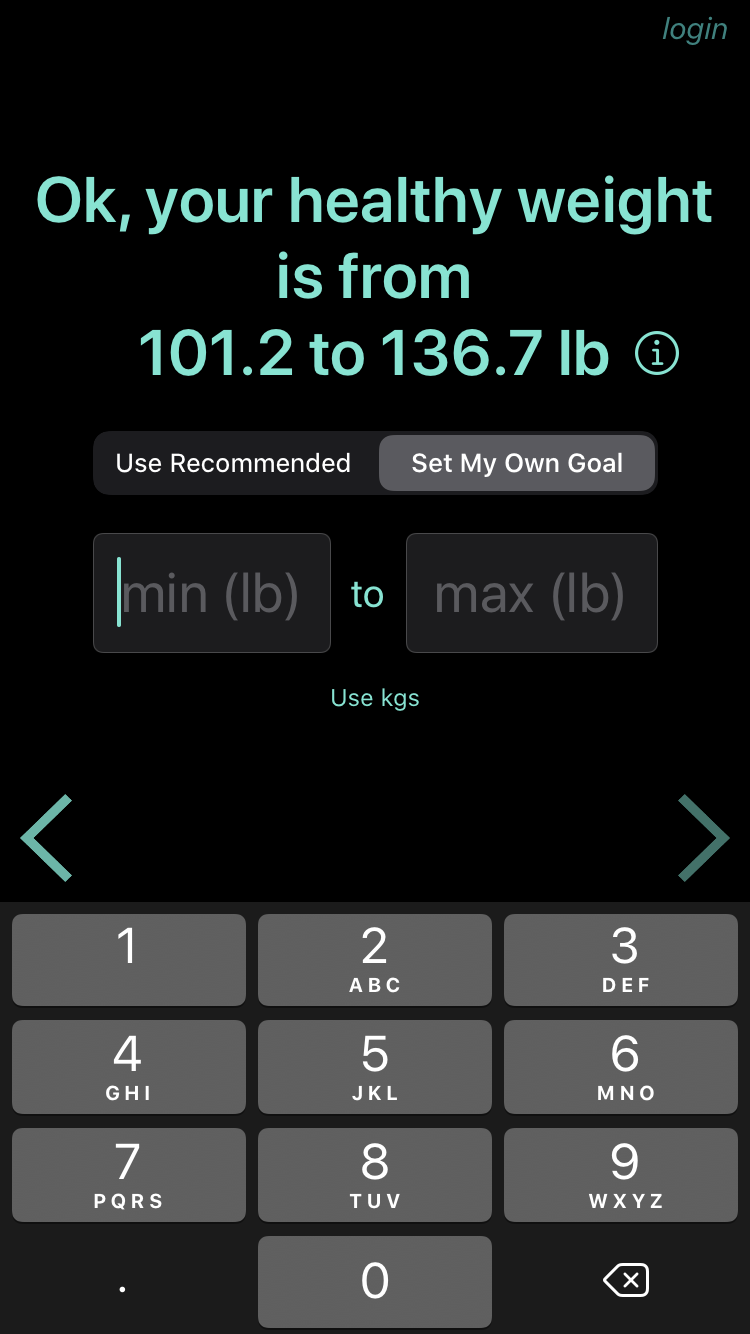 login
Ok, your healthy weight
is from
101.2 to 136.7 lb
Use Recommended Set My Own Goal
min (lb) to max (lb)
Use kgs
1 2 3
ABC DEF
4 5 6
GHI JKL MNO
7 8 9
PQRS TUV WXYZ
. 0